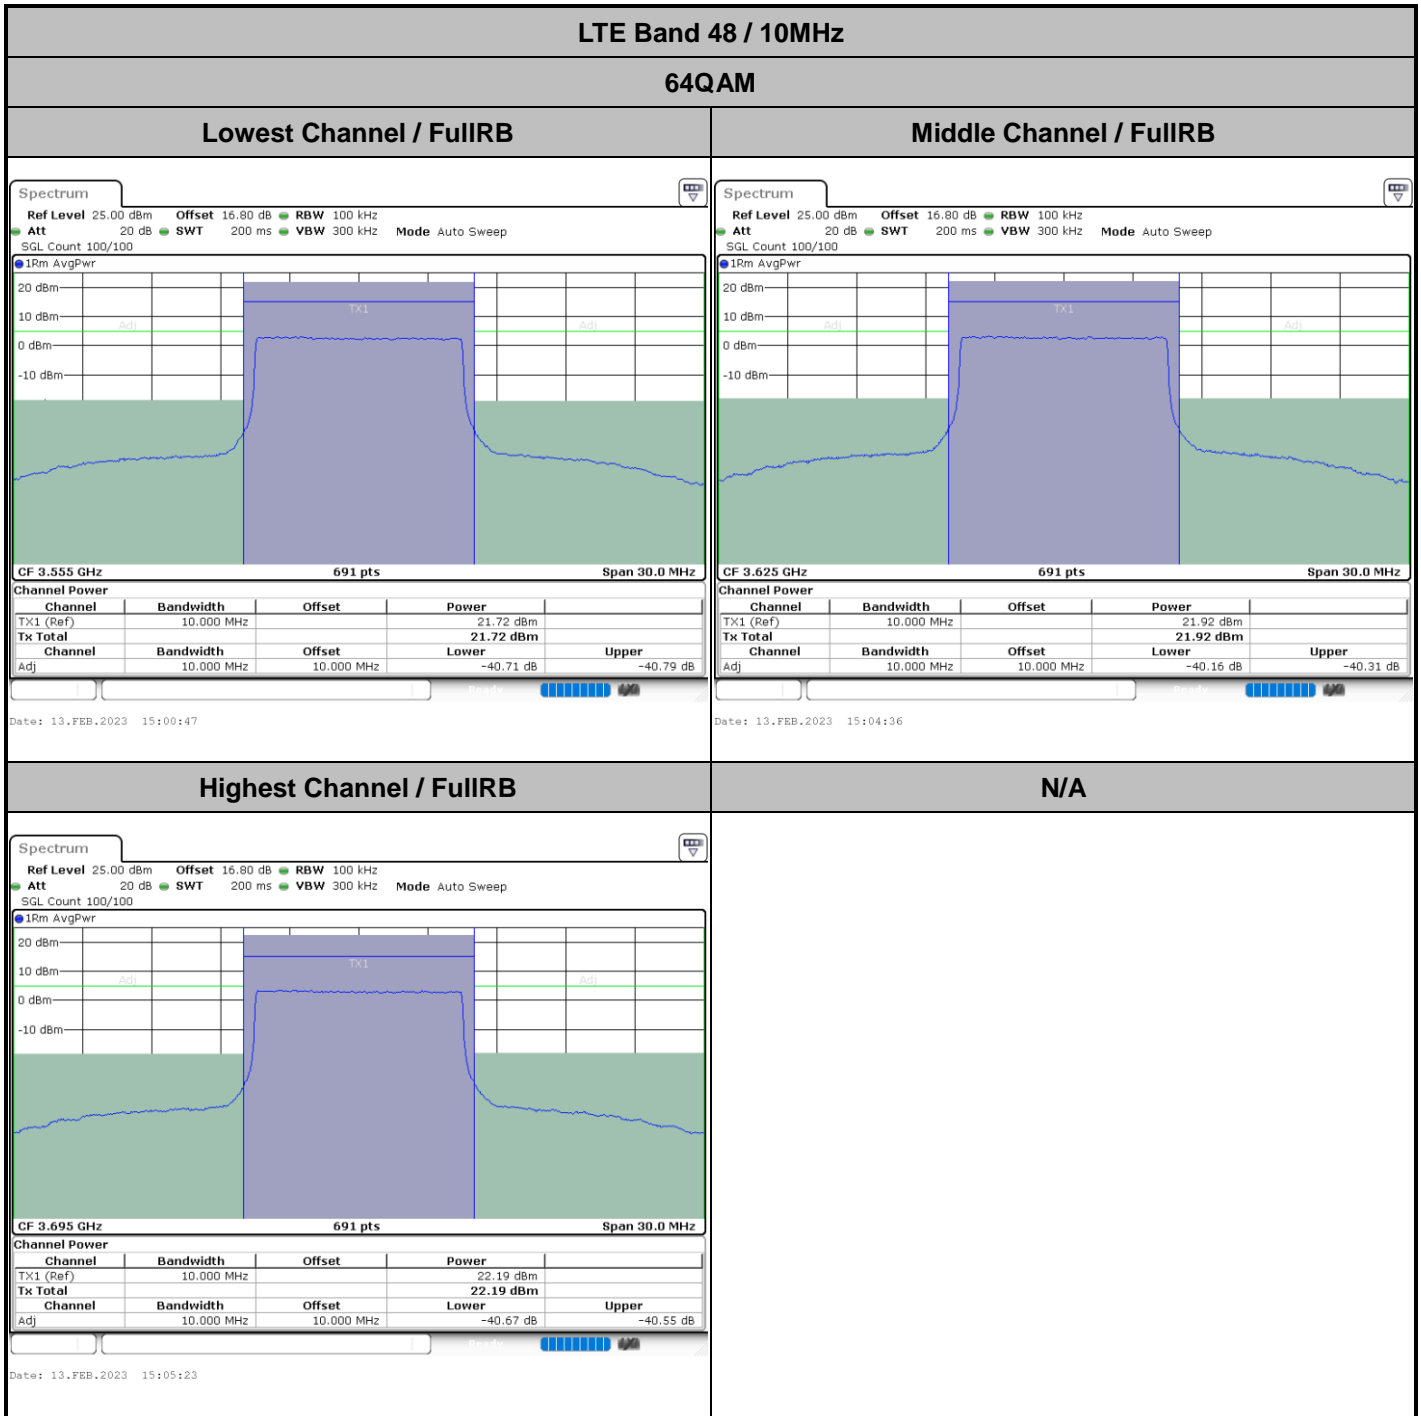 LTE Band 48 / 10MHz
64QAM
Lowest Channel / FullRB
Middle Channel / FullRB
Spectrum
Ref Level 25.00 dBm Offset 16.80 dB RBW 100 kHz
Att 20 dB SWT 200 ms VBW 300 kHz Mode Auto Sweep
SGL Count 100/100
1Rm AvgPwr
20 dBm
TX1
10 dBm
Adj Adj
0 dBm
-10 dBm
CF 3.555 GHz 691 pts Span 30.0 MHz
Channel Power
Channel Bandwidth Offset Power
TX1 (Ref) 10.000 MHz 21.72 dBm
Tx Total 21.72 dBm
Channel Bandwidth Offset Lower Upper
Adj 10.000 MHz 10.000 MHz -40.71 dB -40.79 dB
Ready
Date: 13.FEB.2023 15:00:47
Spectrum
Ref Level 25.00 dBm Offset 16.80 dB RBW 100 kHz
Att 20 dB SWT 200 ms VBW 300 kHz Mode Auto Sweep
SGL Count 100/100
1Rm AvgPwr
20 dBm
TX1
10 dBm
Adj Adj
0 dBm
-10 dBm
CF 3.625 GHz 691 pts Span 30.0 MHz
Channel Power
Channel Bandwidth Offset Power
TX1 (Ref) 10.000 MHz 21.92 dBm
Tx Total 21.92 dBm
Channel Bandwidth Offset Lower Upper
Adj 10.000 MHz 10.000 MHz -40.16 dB -40.31 dB
Ready
Date: 13.FEB.2023 15:04:36
Highest Channel / FullRB
N/A
Spectrum
Ref Level 25.00 dBm Offset 16.80 dB RBW 100 kHz
Att 20 dB SWT 200 ms VBW 300 kHz Mode Auto Sweep
SGL Count 100/100
1Rm AvgPwr
20 dBm
TX1
10 dBm
Adj Adj
0 dBm
-10 dBm
CF 3.695 GHz 691 pts Span 30.0 MHz
Channel Power
Channel Bandwidth Offset Power
TX1 (Ref) 10.000 MHz 22.19 dBm
Tx Total 22.19 dBm
Channel Bandwidth Offset Lower Upper
Adj 10.000 MHz 10.000 MHz -40.67 dB -40.55 dB
Ready
Date: 13.FEB.2023 15:05:23